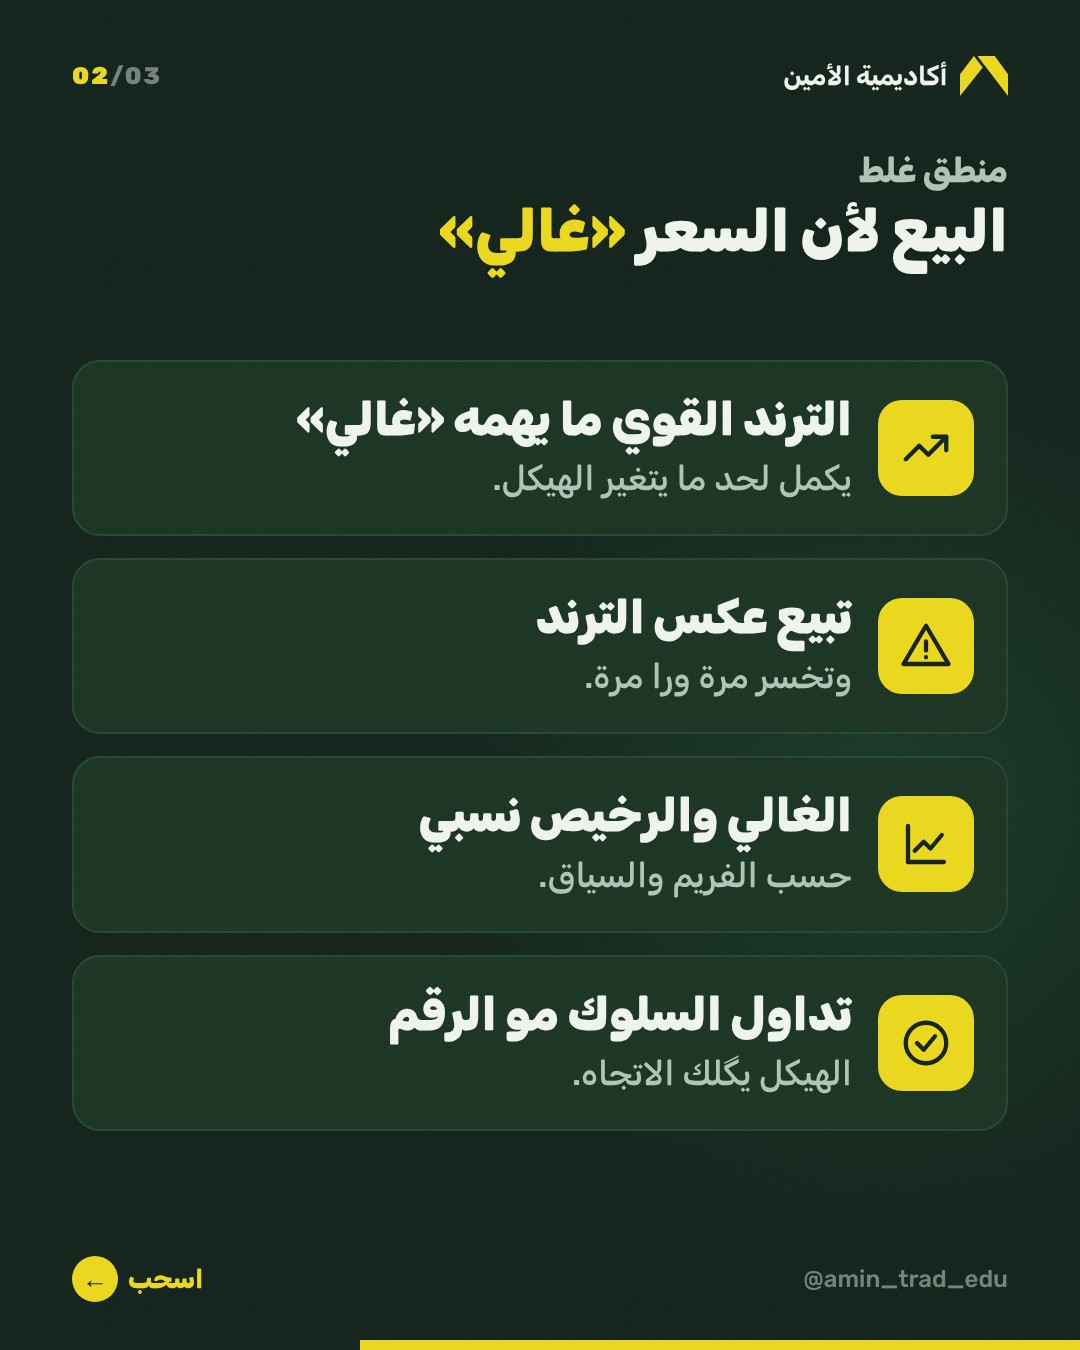 أكاديمية الأمين
02/03
منطق غلط
البيع لأن السعر «غالي»
الترند القوي ما يهمه «غالي»
يكمل لحد ما يتغير الهيكل.
تبيع عكس الترند
وتخسر مرة ورا مرة.
الغالي والرخيص نسبي
حسب الفريم والسياق.
تداول السلوك مو الرقم
الهيكل يگلك الاتجاه.
@amin_trad_edu
اسحب ←